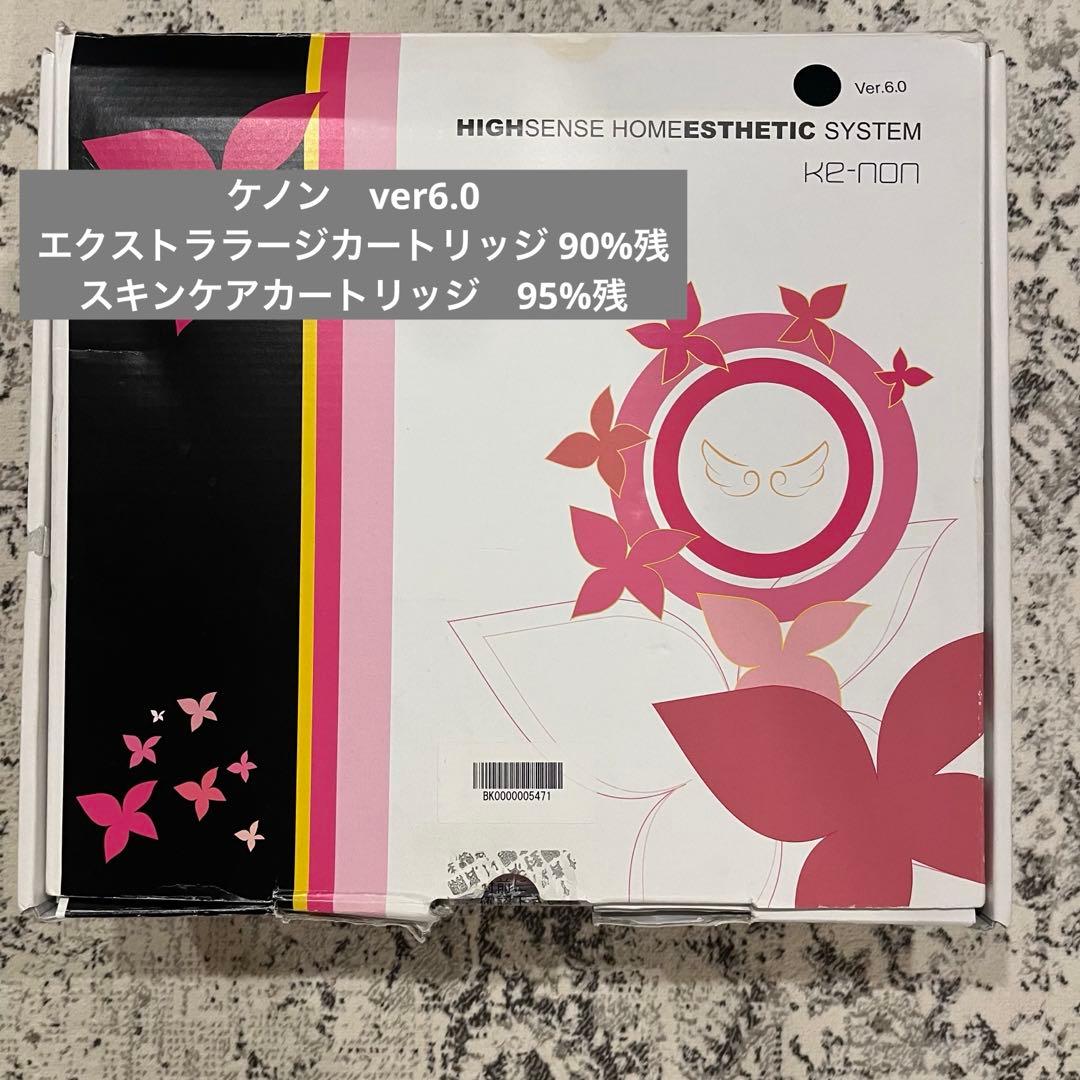 Ver.6.0
HIGHSENSE HOMEESTHETIC SYSTEM
ke-non
ケノン　ver6.0
エクストララージカートリッジ 90%残
スキンケアカートリッジ　95%残
BK0000005471